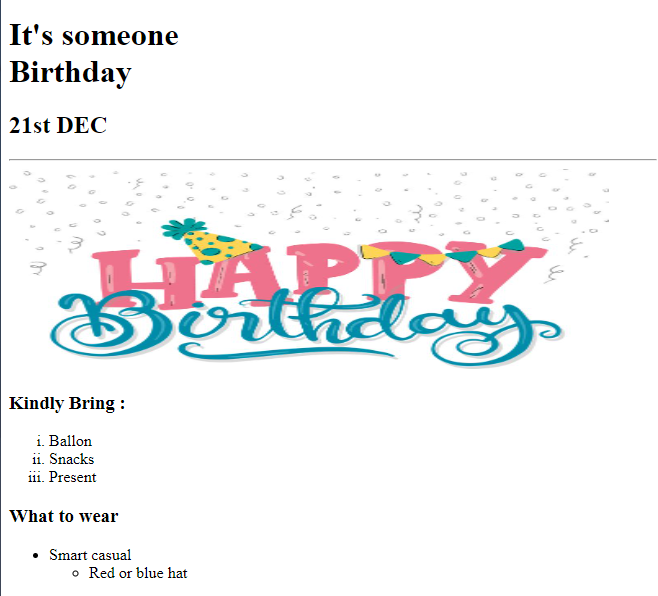 It's someone
Birthday
21st DEC
HAPPY
Birthday
Kindly Bring :
i. Ballon
ii. Snacks
iii. Present
What to wear
• Smart casual
◦ Red or blue hat